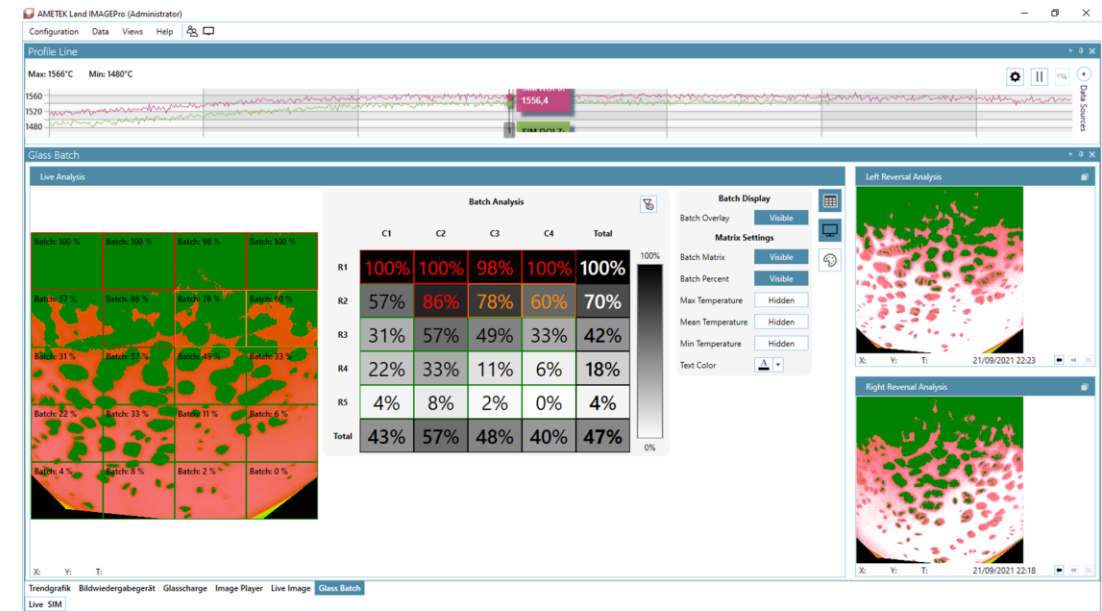 AMETEK Land IMAGEPro (Administrator)
Configuration Data Views Help
Profile Line
Max: 1566°C Min: 1480°C
1560
1520
1480
1556,4
Data Sources
Glass Batch
Live Analysis
Batch: 100 % Batch: 100 % Batch: 98 % Batch: 100 %
Batch: 57 % Batch: 86 % Batch: 78 % Batch: 60 %
Batch: 31 % Batch: 57 % Batch: 49 % Batch: 33 %
Batch: 22 % Batch: 33 % Batch: 11 % Batch: 6 %
Batch: 4 % Batch: 8 % Batch: 2 % Batch: 0 %
X: Y: T:
Batch Analysis
C1 C2 C3 C4 Total
R1 100% 100% 98% 100% 100%
R2 57% 86% 78% 60% 70%
R3 31% 57% 49% 33% 42%
R4 22% 33% 11% 6% 18%
R5 4% 8% 2% 0% 4%
Total 43% 57% 48% 40% 47%
100%
0%
Batch Display
Batch Overlay Visible
Matrix Settings
Batch Matrix Visible
Batch Percent Visible
Max Temperature Hidden
Mean Temperature Hidden
Min Temperature Hidden
Text Color A
Left Reversal Analysis
X: Y: T: 21/09/2021 22:23
Right Reversal Analysis
X: Y: T: 21/09/2021 22:18
Trendgrafik Bildwiedergabegerät Glasscharge Image Player Live Image Glass Batch
Live SIM